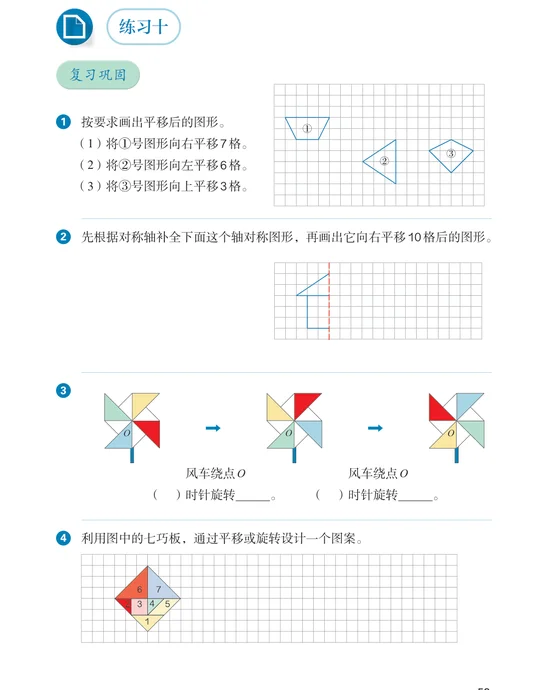 练习十
复习巩固
1 按要求画出平移后的图形。
（1）将①号图形向右平移7格。
（2）将②号图形向左平移6格。
（3）将③号图形向上平移3格。
①
②
③
2 先根据对称轴补全下面这个轴对称图形，再画出它向右平移10格后的图形。
3
O
O
O
风车绕点O 风车绕点O
（ ）时针旋转_____。 （ ）时针旋转_____。
4 利用图中的七巧板，通过平移或旋转设计一个图案。
6 7
3 4 5
1